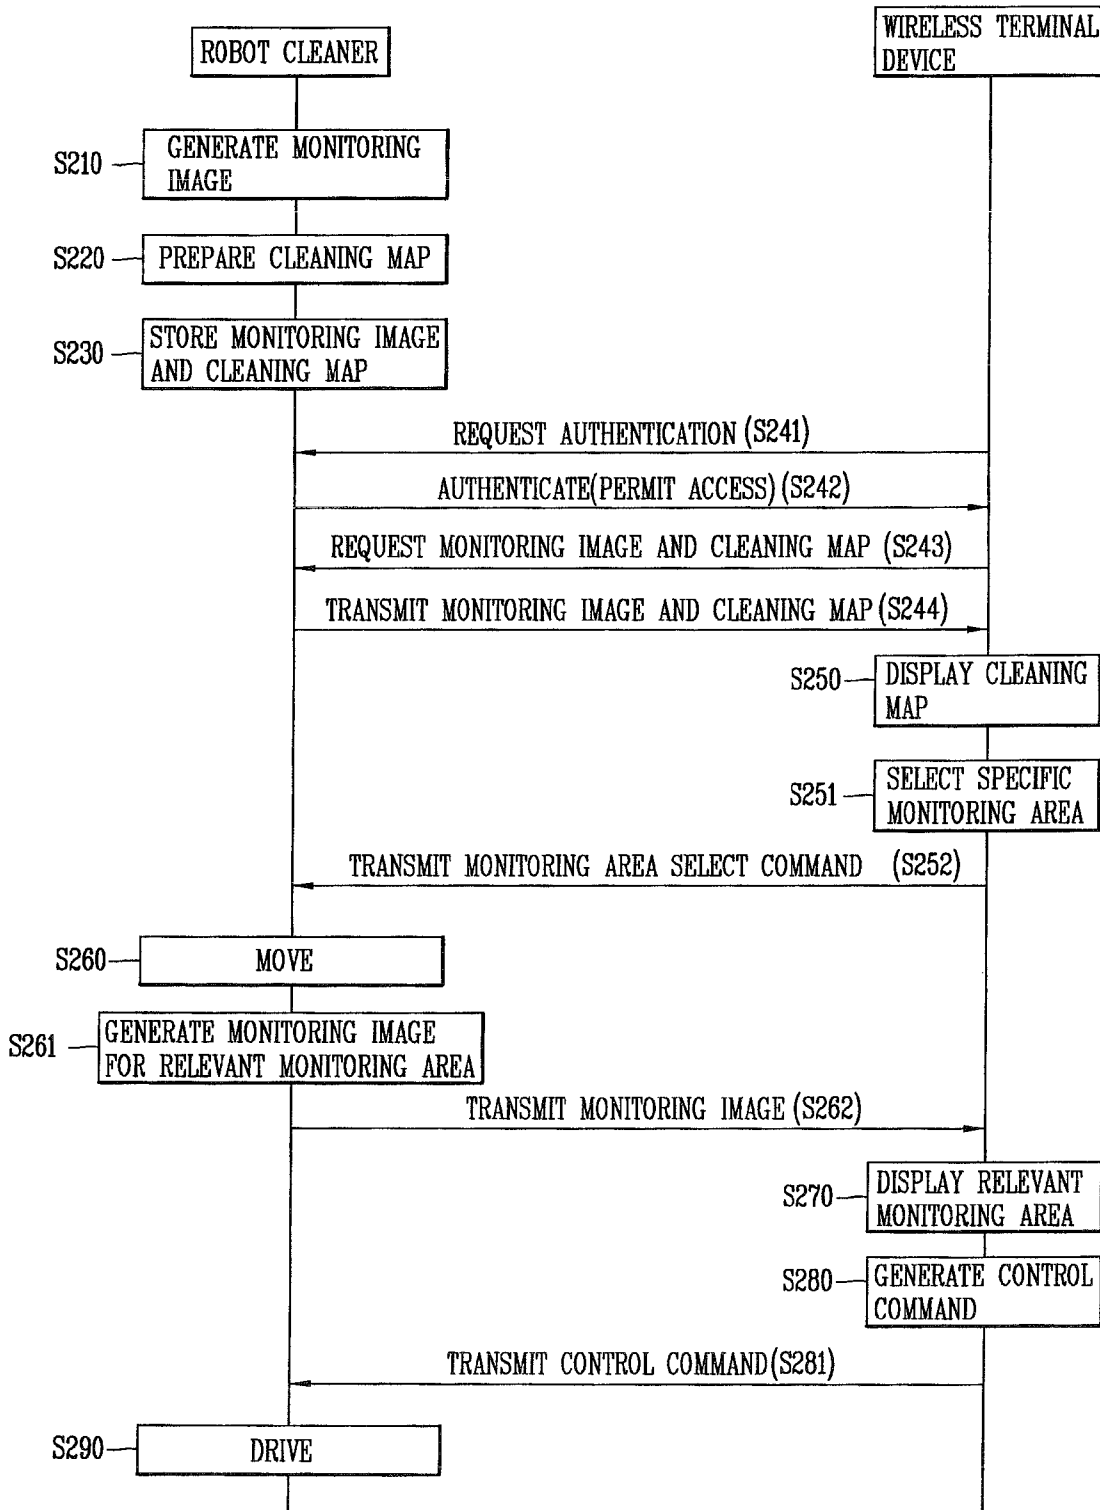 ROBOT CLEANER
WIRELESS TERMINAL
DEVICE
S210
GENERATE MONITORING
IMAGE
S220
PREPARE CLEANING MAP
S230
STORE MONITORING IMAGE
AND CLEANING MAP
REQUEST AUTHENTICATION (S241)
AUTHENTICATE(PERMIT ACCESS) (S242)
REQUEST MONITORING IMAGE AND CLEANING MAP (S243)
TRANSMIT MONITORING IMAGE AND CLEANING MAP (S244)
S250
DISPLAY CLEANING
MAP
S251
SELECT SPECIFIC
MONITORING AREA
TRANSMIT MONITORING AREA SELECT COMMAND (S252)
S260
MOVE
S261
GENERATE MONITORING IMAGE
FOR RELEVANT MONITORING AREA
TRANSMIT MONITORING IMAGE (S262)
S270
DISPLAY RELEVANT
MONITORING AREA
S280
GENERATE CONTROL
COMMAND
TRANSMIT CONTROL COMMAND(S281)
S290
DRIVE